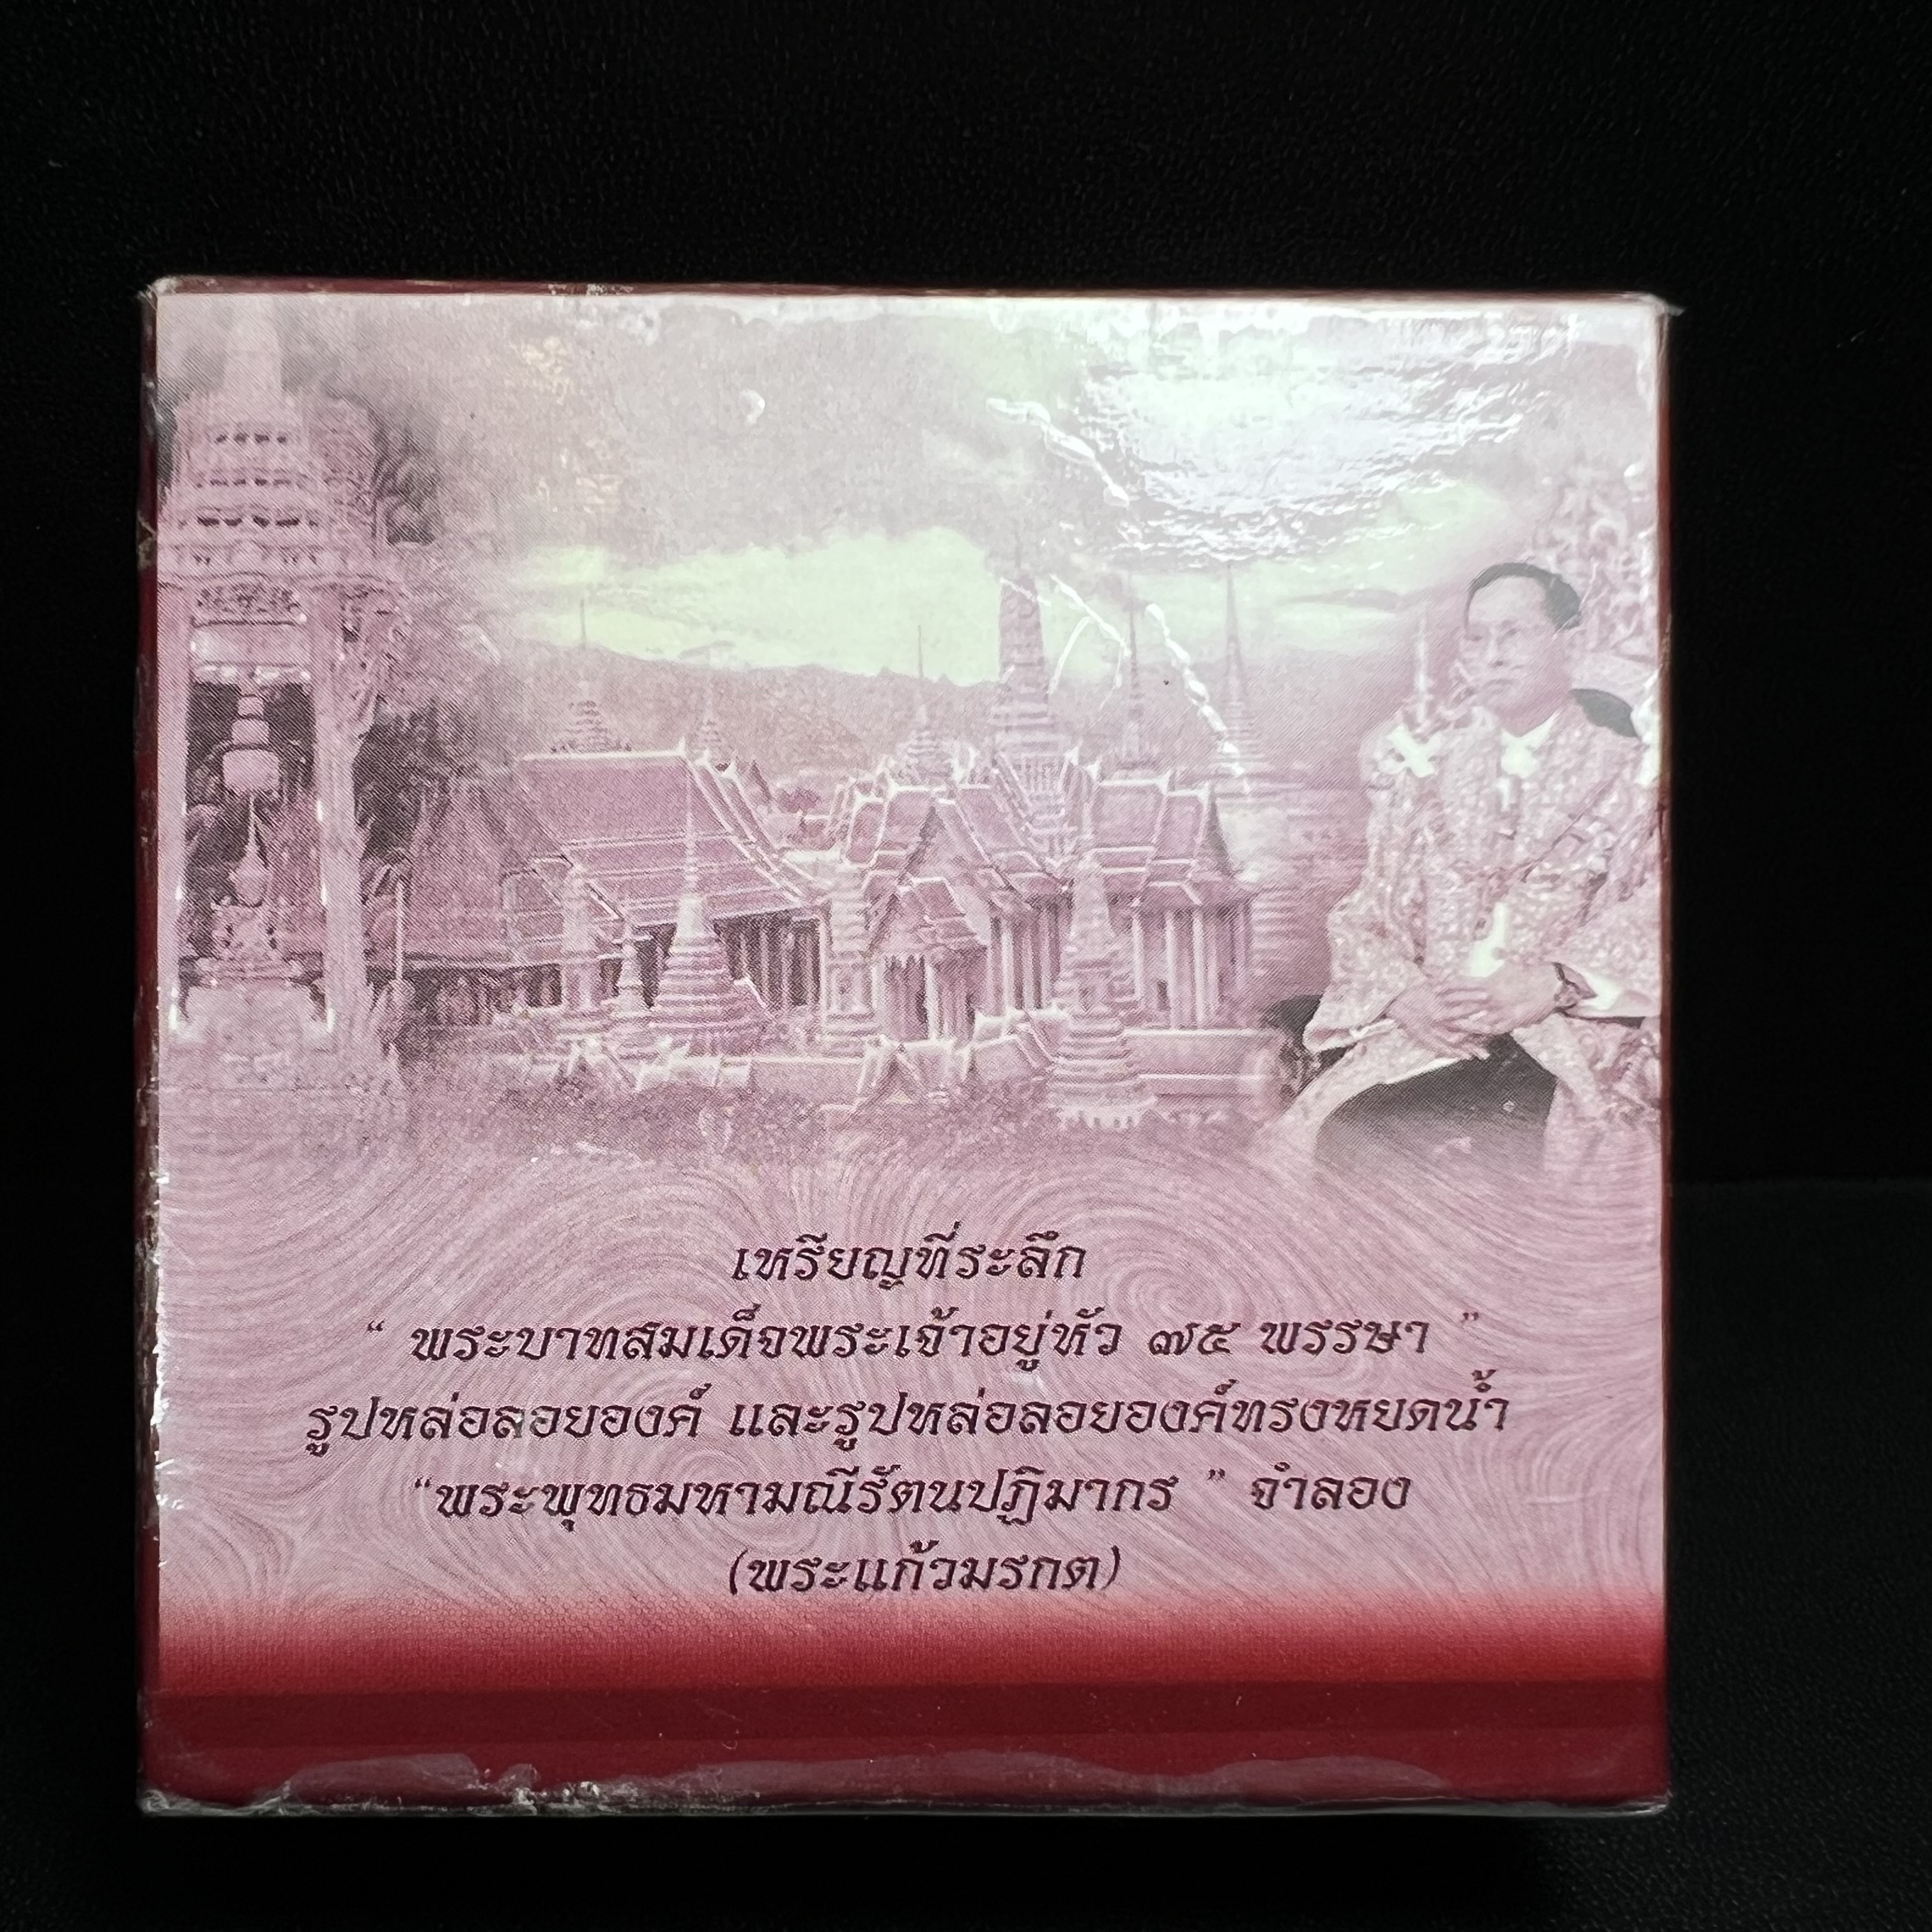 เหรียญที่ระลึก
“ พระบาทสมเด็จพระเจ้าอยู่หัว ๗๕ พรรษา ”
รูปหล่อลอยองค์ และรูปหล่อลอยองค์ทรงหยดน้ำ
“พระพุทธมหามณีรัตนปฏิมากร ” จำลอง
(พระแก้วมรกต)